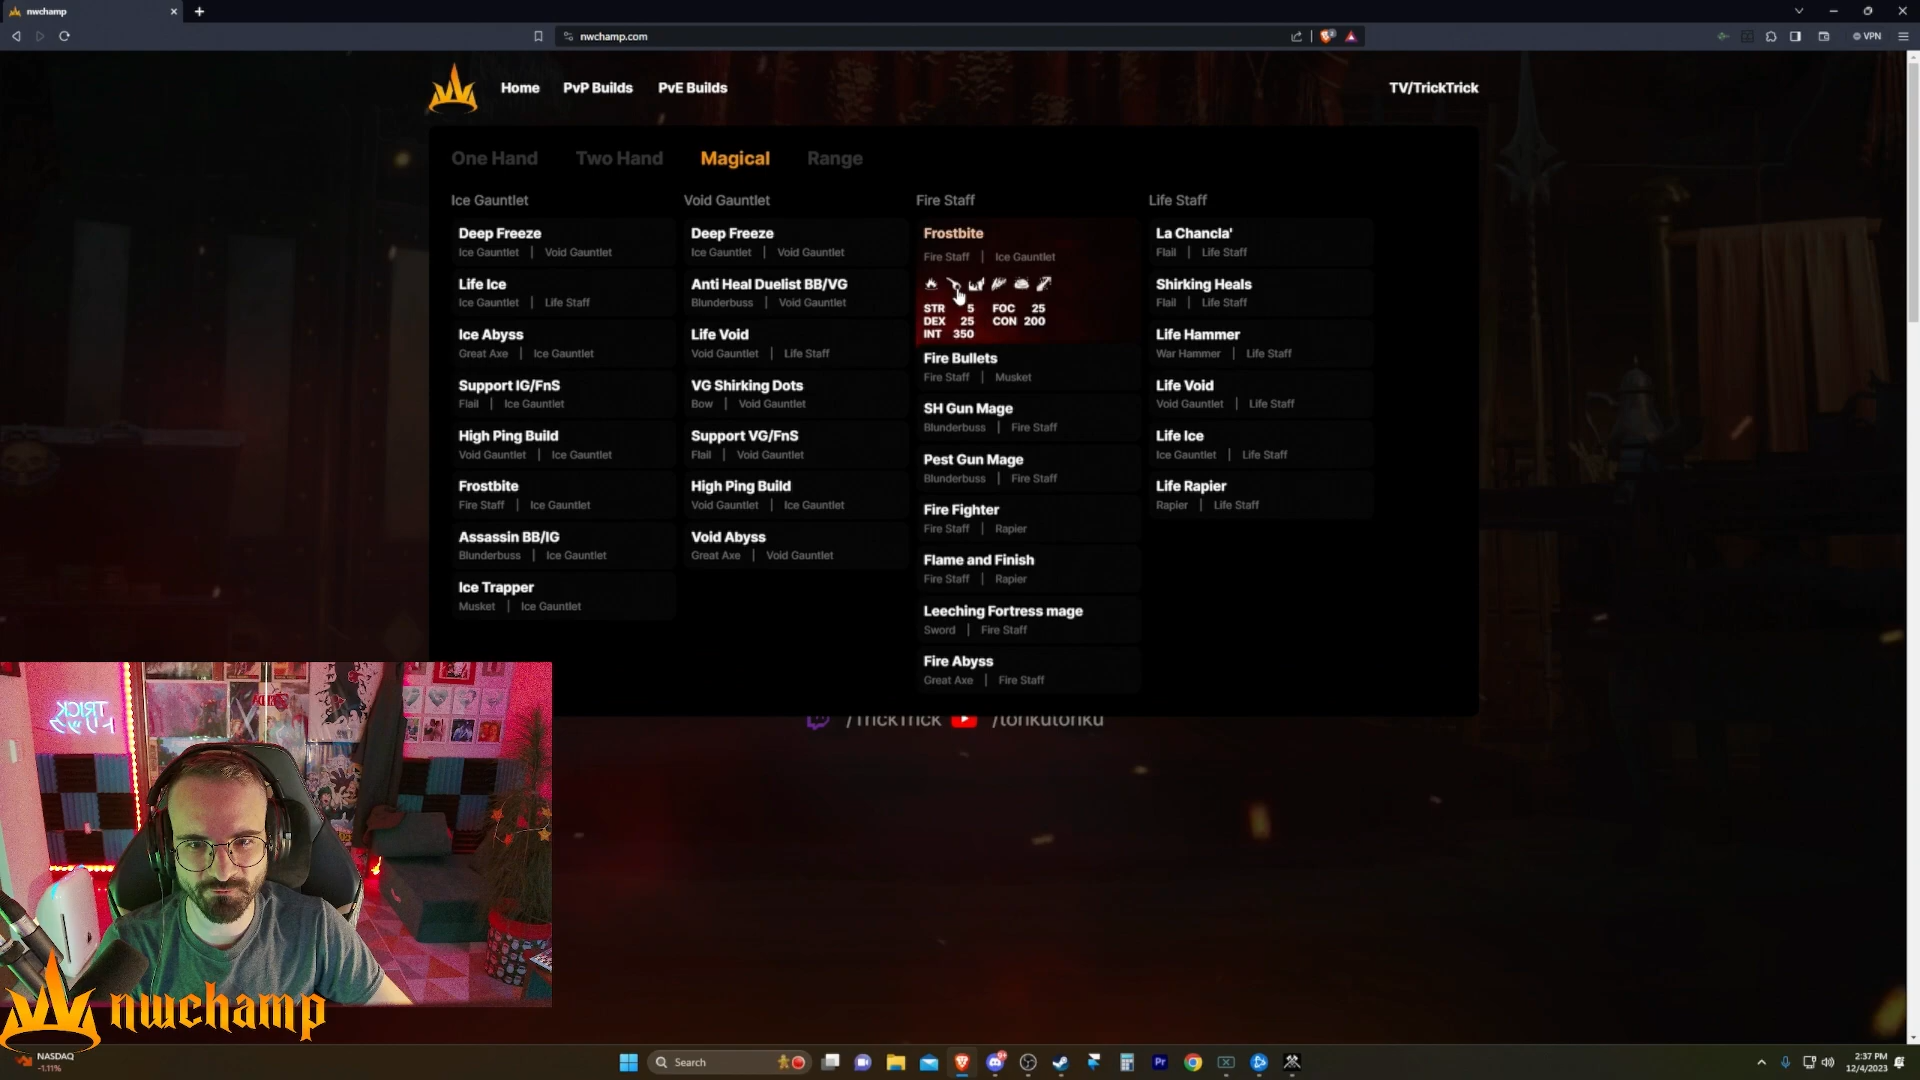 nwchamp
nwchamp.com
VPN
Home
PvP Builds
PvE Builds
TV/TrickTrick
One Hand
Two Hand
Magical
Range
Ice Gauntlet
Deep Freeze
Ice Gauntlet | Void Gauntlet
Life Ice
Ice Gauntlet | Life Staff
Ice Abyss
Great Axe | Ice Gauntlet
Support IG/FnS
Flail | Ice Gauntlet
High Ping Build
Void Gauntlet | Ice Gauntlet
Frostbite
Fire Staff | Ice Gauntlet
Assassin BB/IG
Blunderbuss | Ice Gauntlet
Ice Trapper
Musket | Ice Gauntlet
Void Gauntlet
Deep Freeze
Ice Gauntlet | Void Gauntlet
Anti Heal Duelist BB/VG
Blunderbuss | Void Gauntlet
Life Void
Void Gauntlet | Life Staff
VG Shirking Dots
Bow | Void Gauntlet
Support VG/FnS
Flail | Void Gauntlet
High Ping Build
Void Gauntlet | Ice Gauntlet
Void Abyss
Great Axe | Void Gauntlet
Fire Staff
Frostbite
Fire Staff | Ice Gauntlet
STR 5 FOC 25
DEX 25 CON 200
INT 350
Fire Bullets
Fire Staff | Musket
SH Gun Mage
Blunderbuss | Fire Staff
Pest Gun Mage
Blunderbuss | Fire Staff
Fire Fighter
Fire Staff | Rapier
Flame and Finish
Fire Staff | Rapier
Leeching Fortress mage
Sword | Fire Staff
Fire Abyss
Great Axe | Fire Staff
Life Staff
La Chancla'
Flail | Life Staff
Shirking Heals
Flail | Life Staff
Life Hammer
War Hammer | Life Staff
Life Void
Void Gauntlet | Life Staff
Life Ice
Ice Gauntlet | Life Staff
Life Rapier
Rapier | Life Staff
/TrickTrick
/tonkutonku
TRICK
nwchamp
NASDAQ
-1.11%
Search
Pr
2:37 PM
12/4/2023